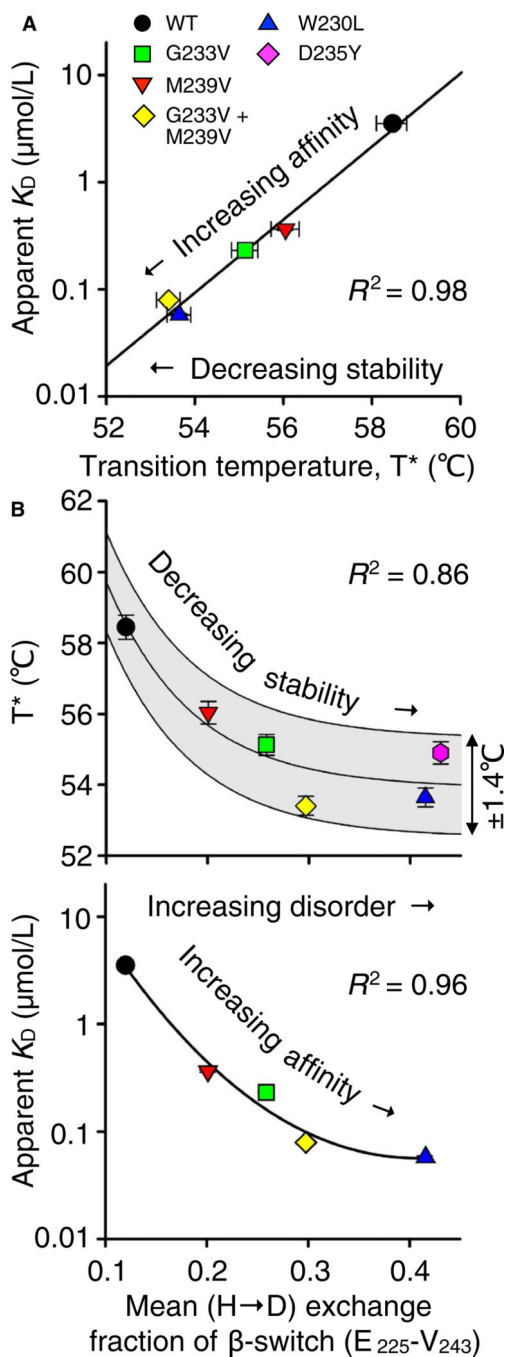 A
WT
W230L
G233V
D235Y
M239V
G233V +
M239V
Apparent K_D (μmol/L)
10
1
0.1
0.01
Increasing affinity
←
R² = 0.98
← Decreasing stability
52 54 56 58 60
Transition temperature, T* (℃)
B
T* (℃)
62
60
58
56
54
52
R² = 0.86
Decreasing stability →
±1.4℃
Apparent K_D (μmol/L)
10
1
0.1
0.01
Increasing disorder →
Increasing affinity →
R² = 0.96
0.1 0.2 0.3 0.4
Mean (H→D) exchange
fraction of β-switch (E₂₂₅-V₂₄₃)